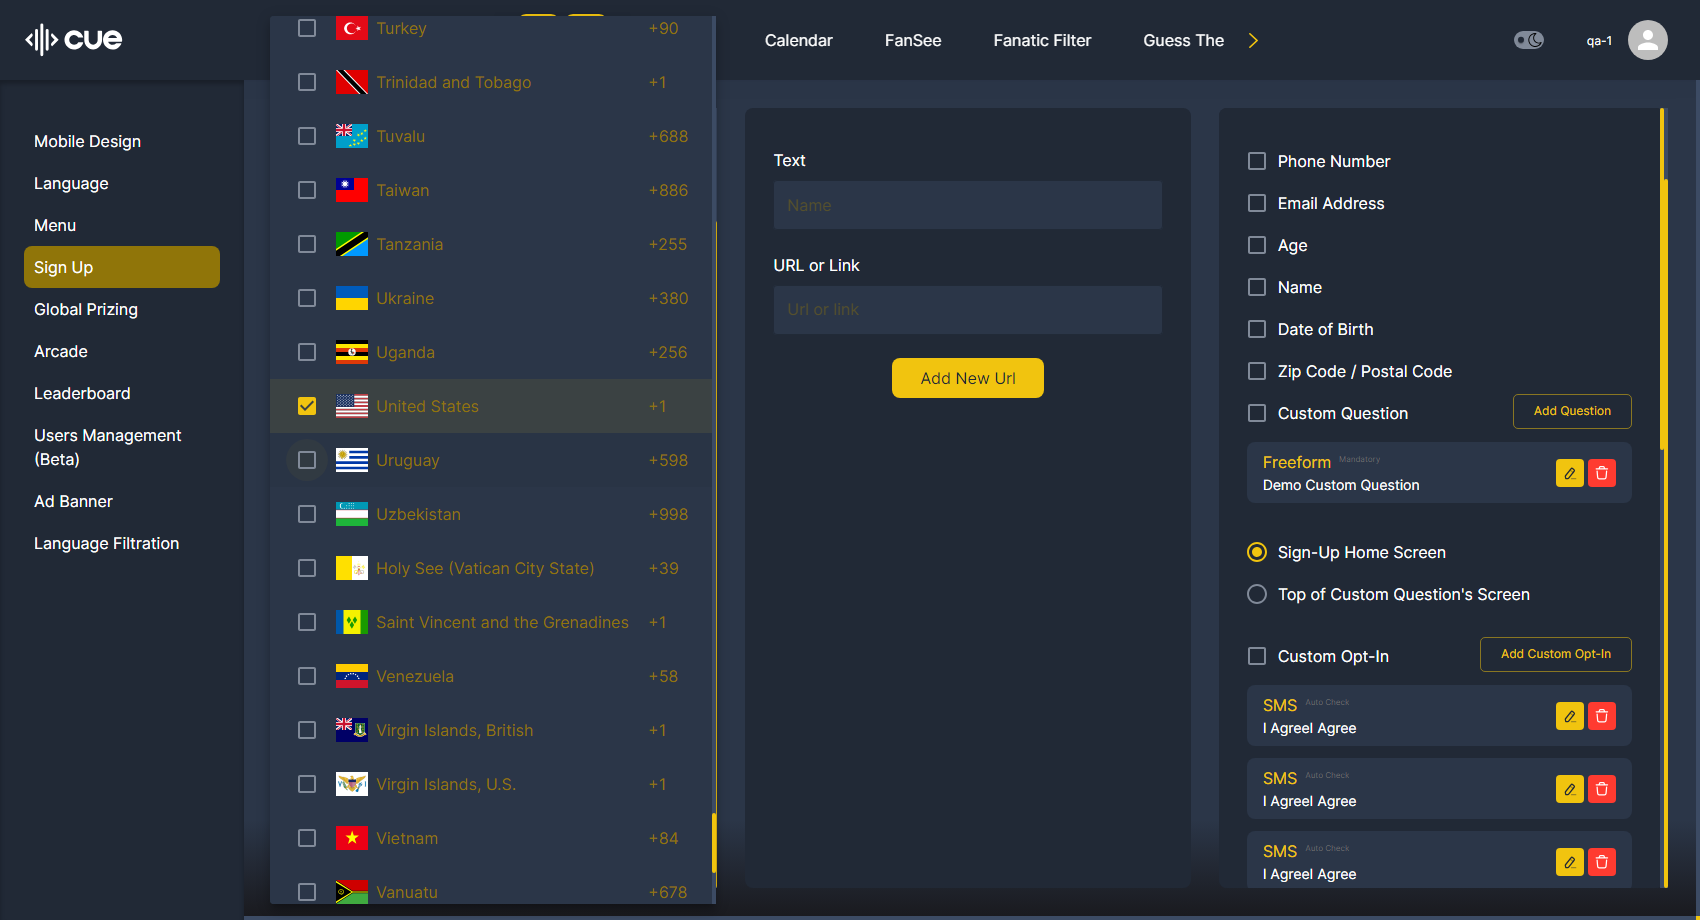 cue
Calendar
FanSee
Fanatic Filter
Guess The
qa-1
Mobile Design
Language
Menu
Sign Up
Global Prizing
Arcade
Leaderboard
Users Management
(Beta)
Ad Banner
Language Filtration
Turkey +90
Trinidad and Tobago +1
Tuvalu +688
Taiwan +886
Tanzania +255
Ukraine +380
Uganda +256
United States +1
Uruguay +598
Uzbekistan +998
Holy See (Vatican City State) +39
Saint Vincent and the Grenadines +1
Venezuela +58
Virgin Islands, British +1
Virgin Islands, U.S. +1
Vietnam +84
Vanuatu +678
Text
Name
URL or Link
Url or link
Add New Url
Phone Number
Email Address
Age
Name
Date of Birth
Zip Code / Postal Code
Custom Question
Add Question
Freeform Mandatory
Demo Custom Question
Sign-Up Home Screen
Top of Custom Question's Screen
Custom Opt-In
Add Custom Opt-In
SMS Auto Check
I AgreeI Agree
SMS Auto Check
I AgreeI Agree
SMS Auto Check
I AgreeI Agree